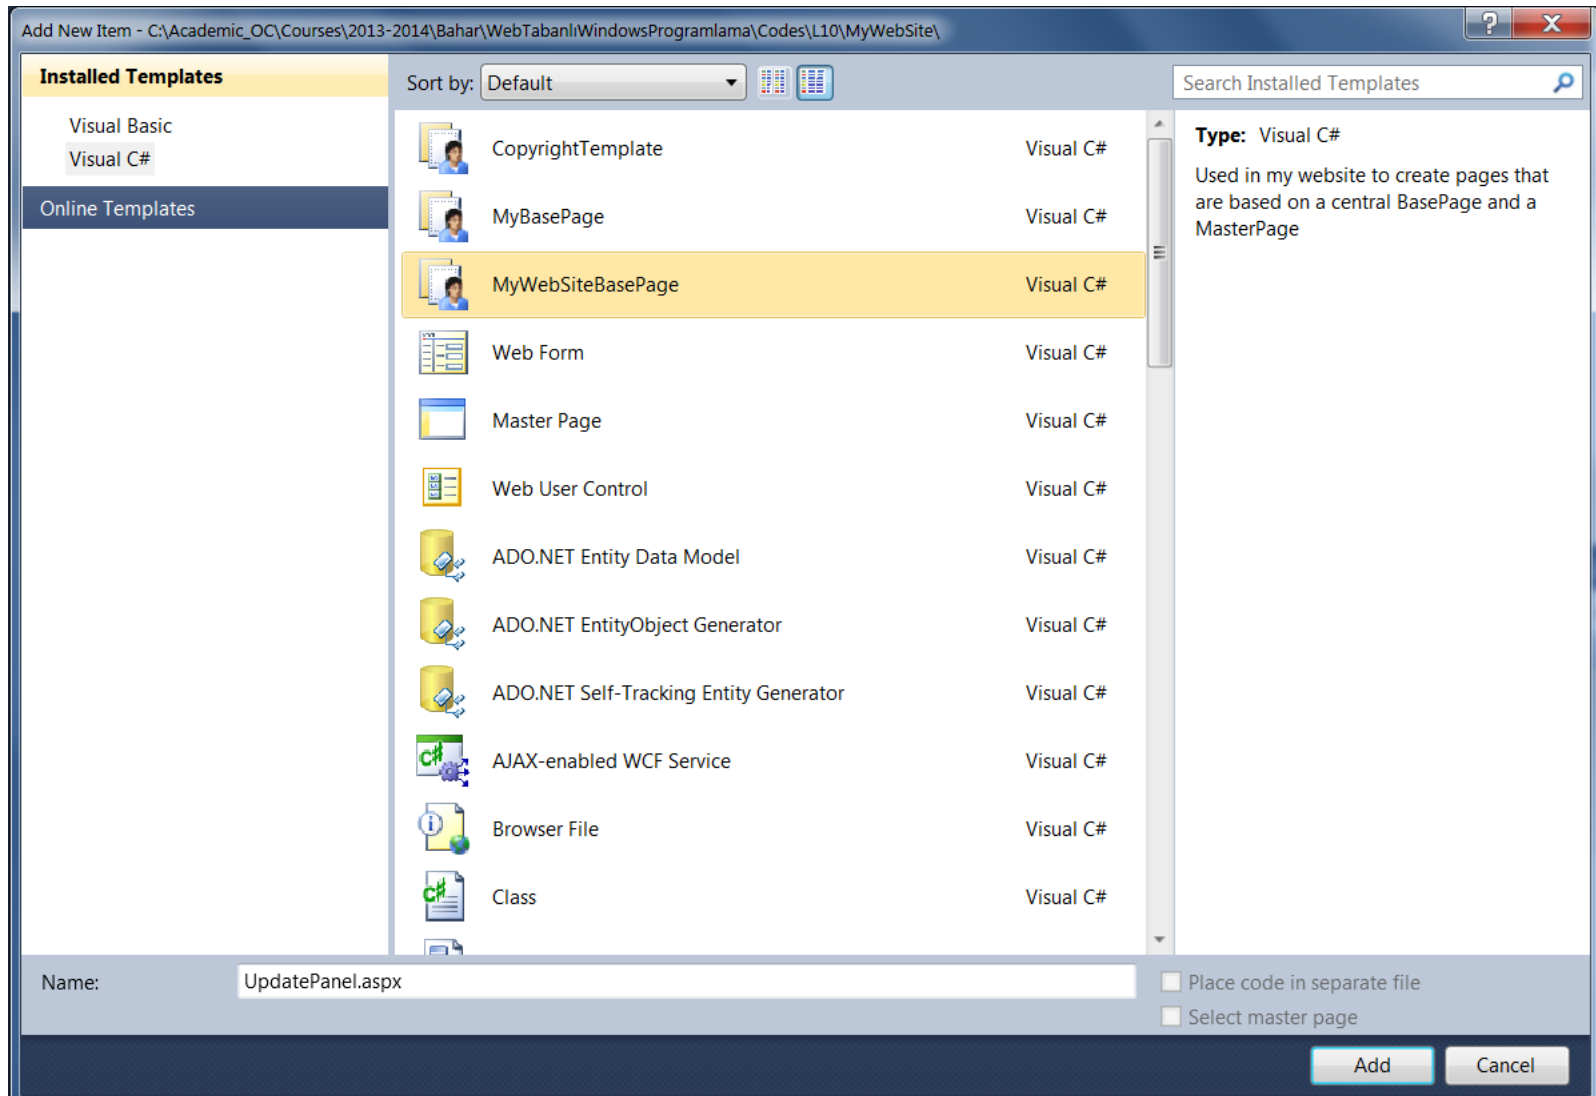 Add New Item - C:\Academic_OC\Courses\2013-2014\Bahar\WebTabanlıWindowsProgramlama\Codes\L10\MyWebSite\
Installed Templates
Visual Basic
Visual C#
Online Templates
Sort by: Default
Search Installed Templates
CopyrightTemplate Visual C#
MyBasePage Visual C#
MyWebSiteBasePage Visual C#
Web Form Visual C#
Master Page Visual C#
Web User Control Visual C#
ADO.NET Entity Data Model Visual C#
ADO.NET EntityObject Generator Visual C#
ADO.NET Self-Tracking Entity Generator Visual C#
AJAX-enabled WCF Service Visual C#
Browser File Visual C#
Class Visual C#
Type: Visual C#
Used in my website to create pages that
are based on a central BasePage and a
MasterPage
Name: UpdatePanel.aspx
Place code in separate file
Select master page
Add
Cancel